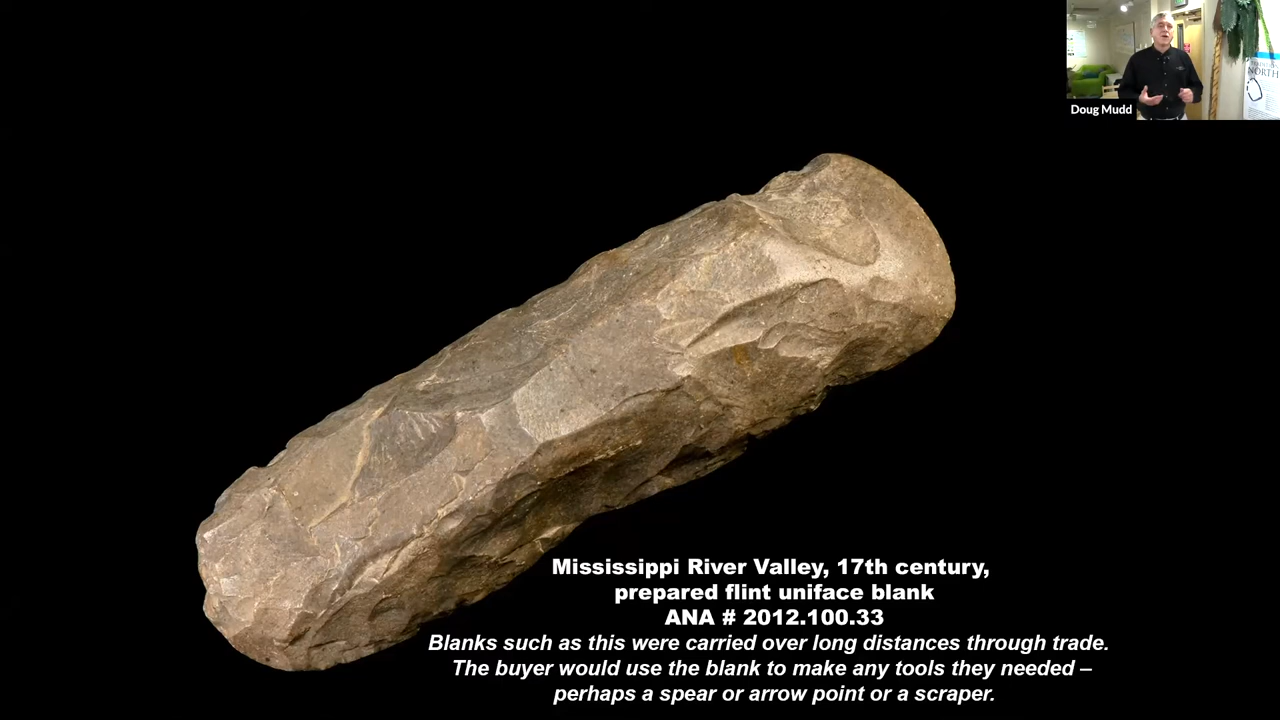 Doug Mudd
NORTH
Mississippi River Valley, 17th century,
prepared flint uniface blank
ANA # 2012.100.33
Blanks such as this were carried over long distances through trade.
The buyer would use the blank to make any tools they needed –
perhaps a spear or arrow point or a scraper.